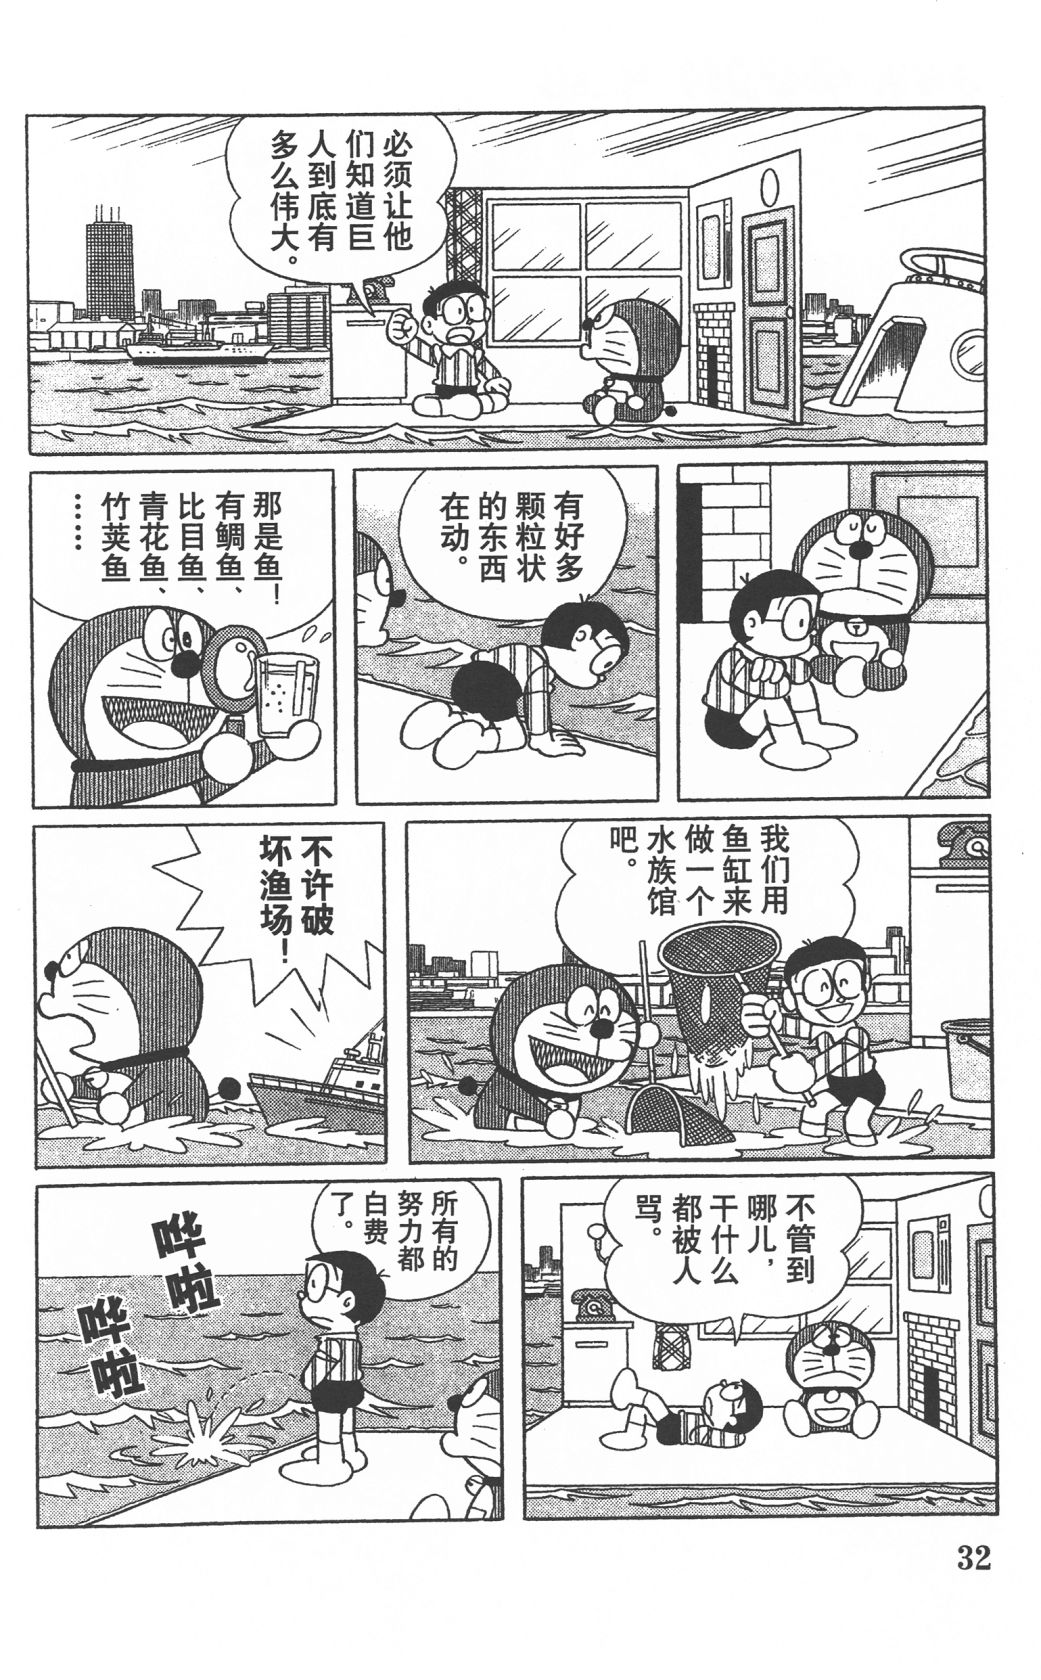 必须让他
们知道巨
人到底有
多么伟大。
有好多
颗粒状
的东西
在动。
那是鱼！
有鲷鱼、
比目鱼、
青花鱼、
竹荚鱼
……
我们用
鱼缸来
做一个
水族馆
吧。
不许破
坏渔场！
不管到
哪儿，
干什么
都被人
骂。
所有的
努力都
白费
了。
哗啦
哗啦
32